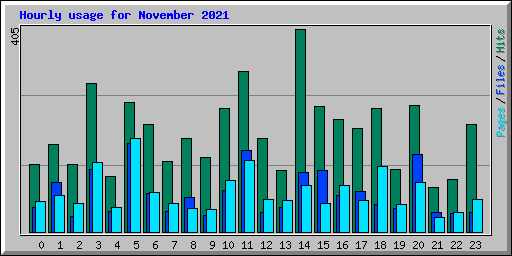 Hourly usage for November 2021
405
Pages/Files/Hits
0 1 2 3 4 5 6 7 8 9 10 11 12 13 14 15 16 17 18 19 20 21 22 23